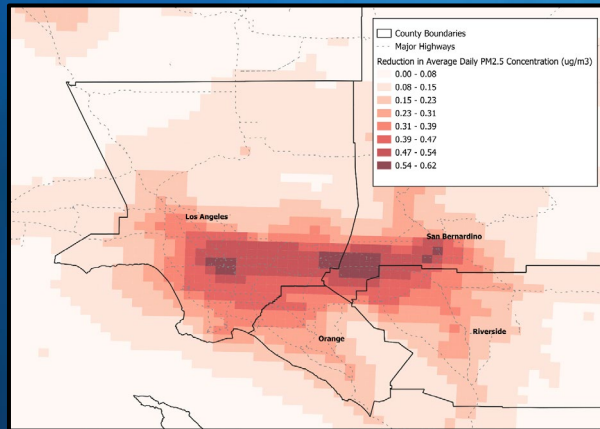 County Boundaries
Major Highways
Reduction in Average Daily PM2.5 Concentration (ug/m3)
0.00 - 0.08
0.08 - 0.15
0.15 - 0.23
0.23 - 0.31
0.31 - 0.39
0.39 - 0.47
0.47 - 0.54
0.54 - 0.62
Los Angeles
San Bernardino
Orange
Riverside